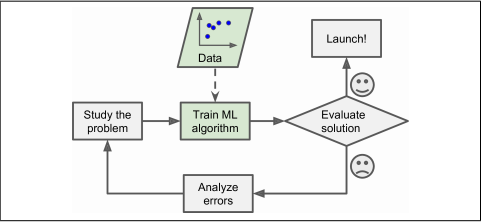 Launch!
Data
Study the
problem
Train ML
algorithm
Evaluate
solution
Analyze
errors